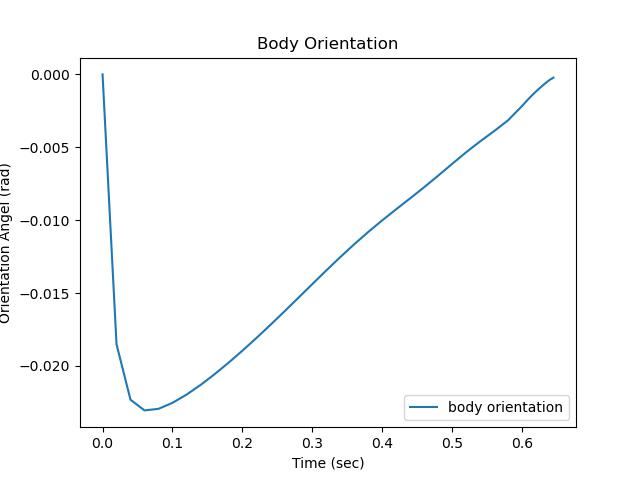 Body Orientation
Orientation Angel (rad)
0.000
−0.005
−0.010
−0.015
−0.020
0.0 0.1 0.2 0.3 0.4 0.5 0.6
Time (sec)
body orientation